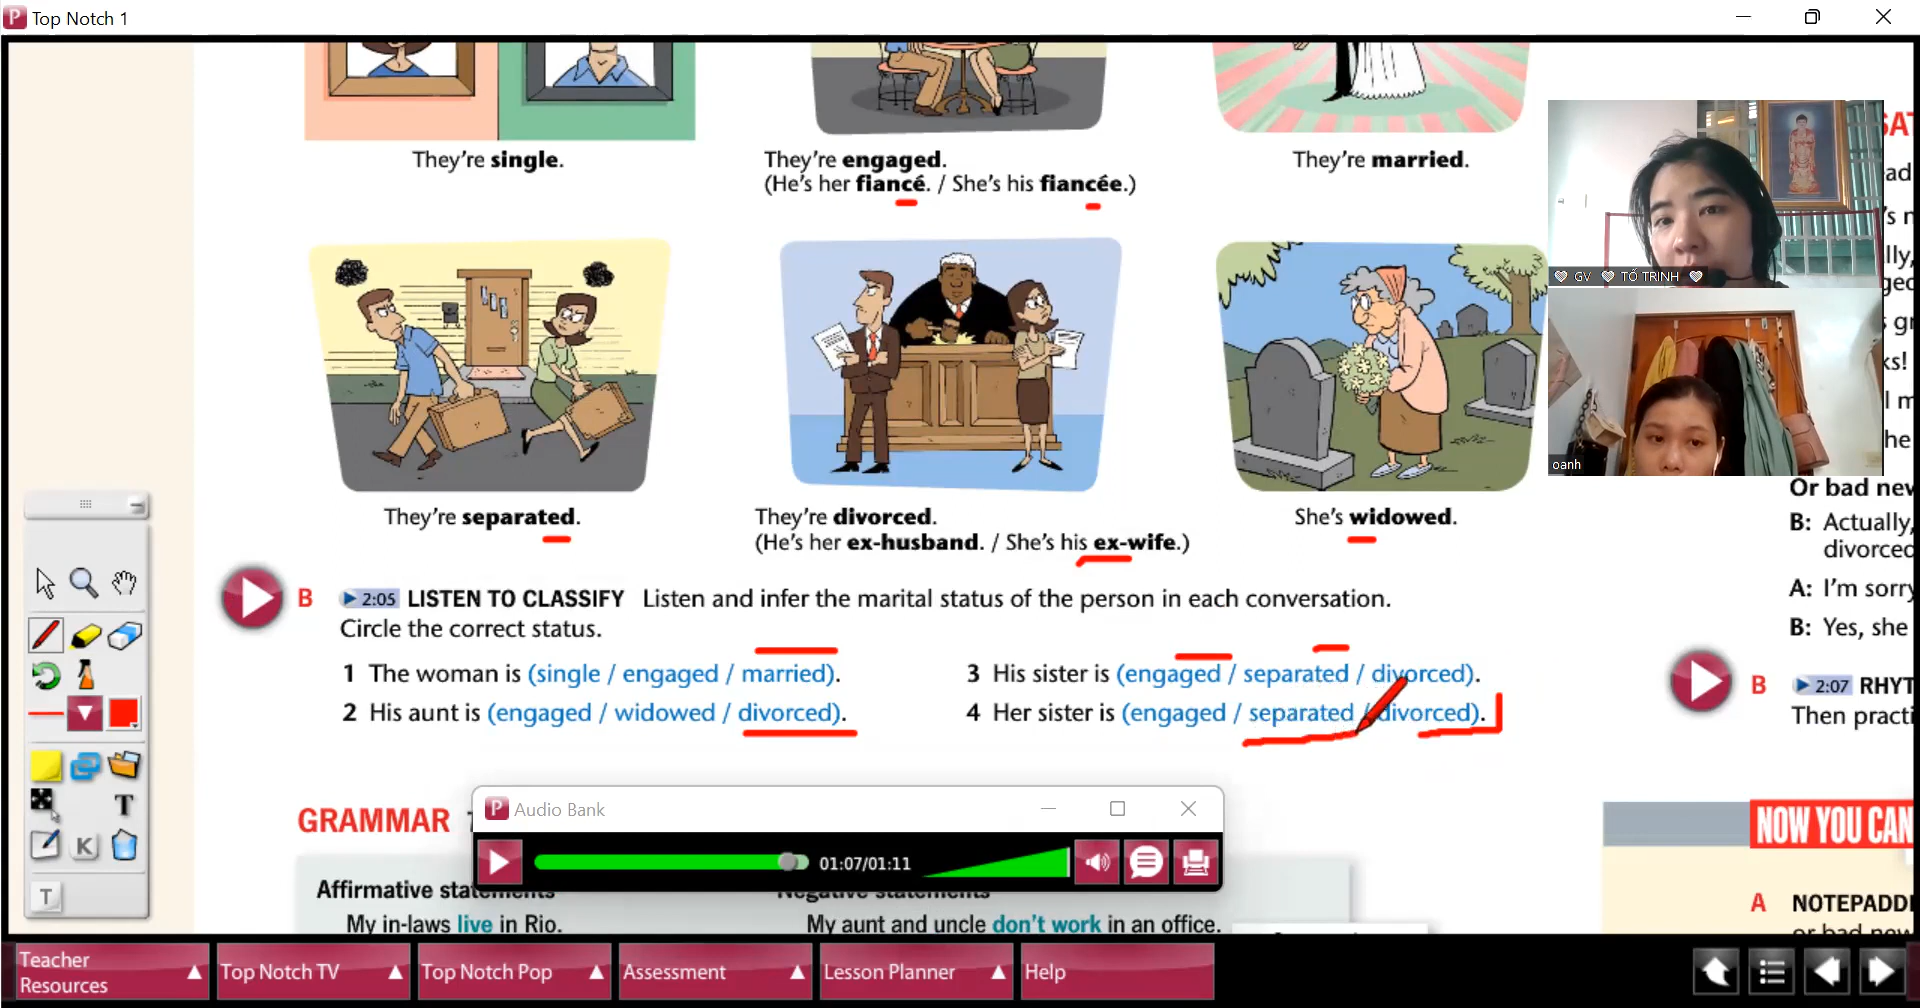 Top Notch 1
They're single.
They're engaged.
(He's her fiancé. / She's his fiancée.)
They're married.
They're separated.
They're divorced.
(He's her ex-husband. / She's his ex-wife.)
She's widowed.
B 2:05 LISTEN TO CLASSIFY Listen and infer the marital status of the person in each conversation.
Circle the correct status.
1 The woman is (single / engaged / married).
2 His aunt is (engaged / widowed / divorced).
3 His sister is (engaged / separated / divorced).
4 Her sister is (engaged / separated / divorced).
GRAMMAR
Affirmative statements
My in-laws live in Rio.
Negative statements
My aunt and uncle don't work in an office.
Audio Bank
01:07/01:11
GV TỐ TRINH
oanh
Or bad new
B: Actually,
divorced
A: I'm sorry
B: Yes, she
B 2:07 RHYT
Then practi
NOW YOU CAN
A NOTEPADDI
or bad new
T
K
T
Teacher Resources
Top Notch TV
Top Notch Pop
Assessment
Lesson Planner
Help